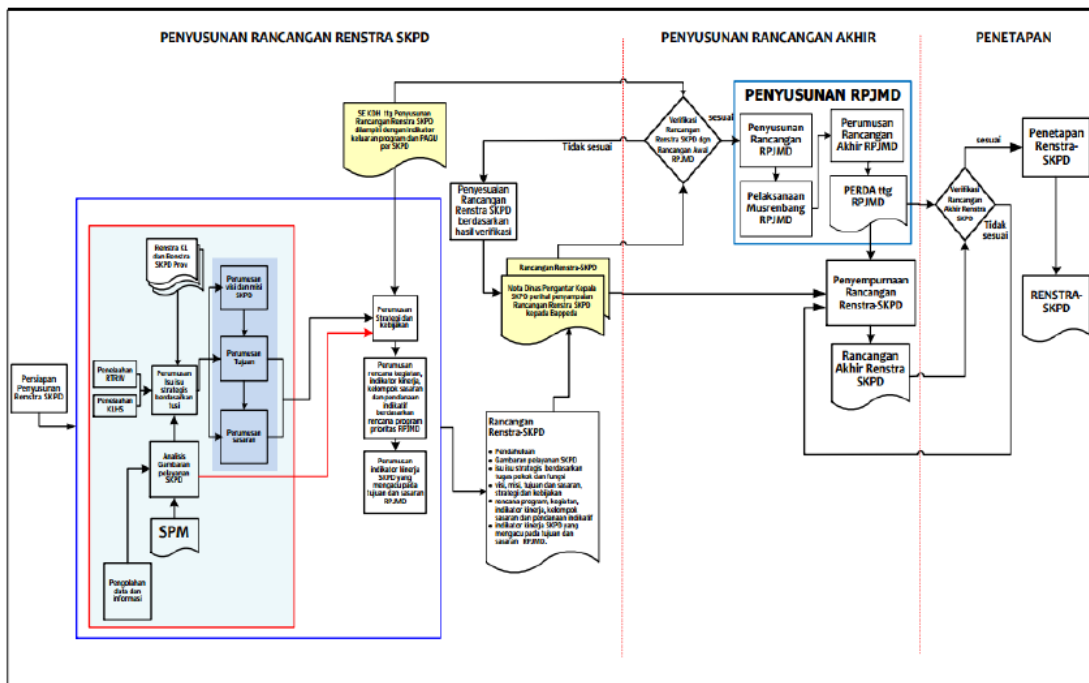 PENYUSUNAN RANCANGAN RENSTRA SKPD
PENYUSUNAN RANCANGAN AKHIR
PENETAPAN
SE KDH ttg Penyusunan
Rancangan Renstra SKPD
dilampiri dengan indikator
keluaran program dan PAGU
per SKPD
Tidak sesuai
Penyesuaian
Rancangan
Renstra SKPD
berdasarkan
hasil verifikasi
Verifikasi
Rancangan
Renstra SKPD dgn
Rancangan Awal
RPJMD
sesuai
PENYUSUNAN RPJMD
Penyusunan
Rancangan
RPJMD
Perumusan
Rancangan
Akhir RPJMD
Pelaksanaan
Musrenbang
RPJMD
PERDA ttg
RPJMD
Verifikasi
Rancangan
Akhir Renstra
SKPD
sesuai
Tidak
sesuai
Penetapan
Renstra-
SKPD
RENSTRA-
SKPD
Rancangan Renstra-SKPD
Nota Dinas Pengantar Kepala
SKPD perihal penyampaian
Rancangan Renstra SKPD
kepada Bappeda
Penyempurnaan
Rancangan
Renstra-SKPD
Rancangan
Akhir Renstra
SKPD
Persiapan
Penyusunan
Renstra SKPD
Renstra KL
dan Renstra
SKPD Prov
Penelaahan
RTRW
Penelaahan
KLHS
Perumusan
Isu isu
strategis
berdasarkan
tusi
Perumusan
visi dan misi
SKPD
Perumusan
Tujuan
Perumusan
sasaran
Analisis
Gambaran
pelayanan
SKPD
SPM
Pengolahan
data dan
informasi
Perumusan
Strategi dan
kebijakan
Perumusan
rencana kegiatan,
indikator kinerja,
kelompok sasaran
dan pendanaan
indikatif
berdasarkan
rencana program
prioritas RPJMD
Perumusan
indikator kinerja
SKPD yang
mengacu pada
tujuan dan sasaran
RPJMD
Rancangan
Renstra-SKPD
• Pendahuluan
• Gambaran pelayanan SKPD
• isu isu strategis berdasarkan
tugas pokok dan fungsi
• visi, misi, tujuan dan sasaran,
strategi dan kebijakan
• rencana program, kegiatan,
indikator kinerja, kelompok
sasaran dan pendanaan indikatif
• indikator kinerja SKPD yang
mengacu pada tujuan dan
sasaran RPJMD.